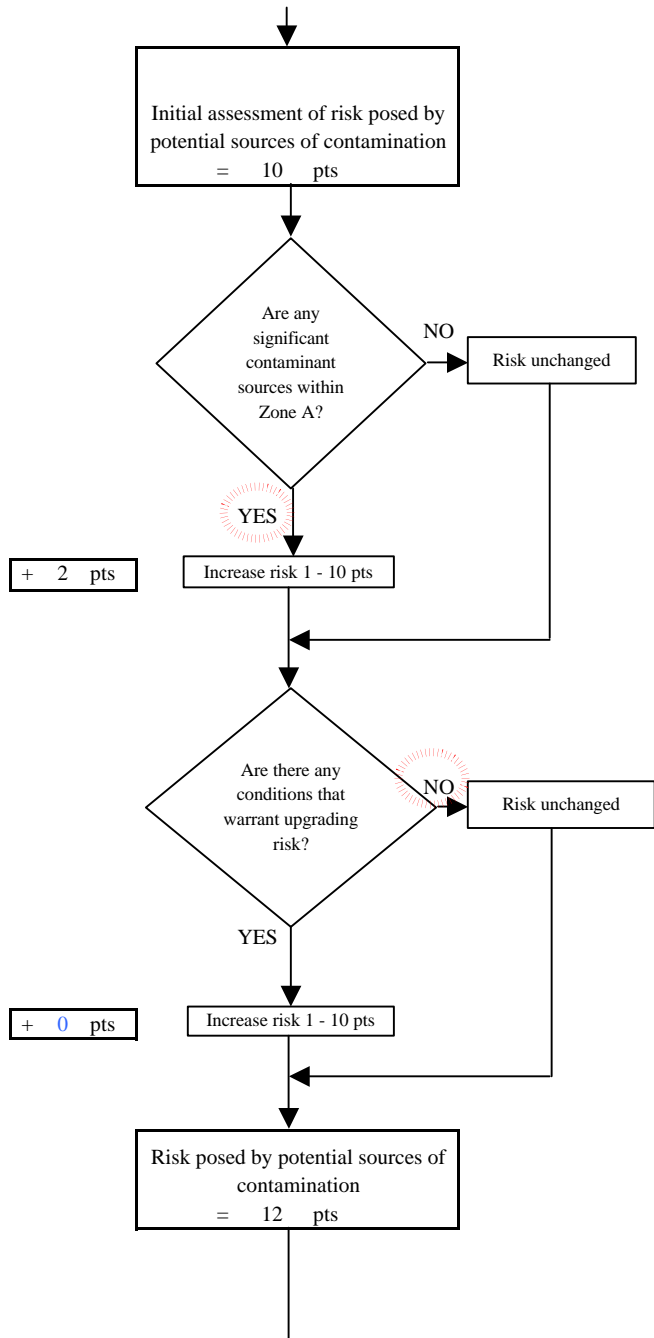 Initial assessment of risk posed by
potential sources of contamination
= 10 pts
Are any
significant
contaminant
sources within
Zone A?
NO
Risk unchanged
YES
+ 2 pts
Increase risk 1 - 10 pts
Are there any
conditions that
warrant upgrading
risk?
NO
Risk unchanged
YES
+ 0 pts
Increase risk 1 - 10 pts
Risk posed by potential sources of
contamination
= 12 pts